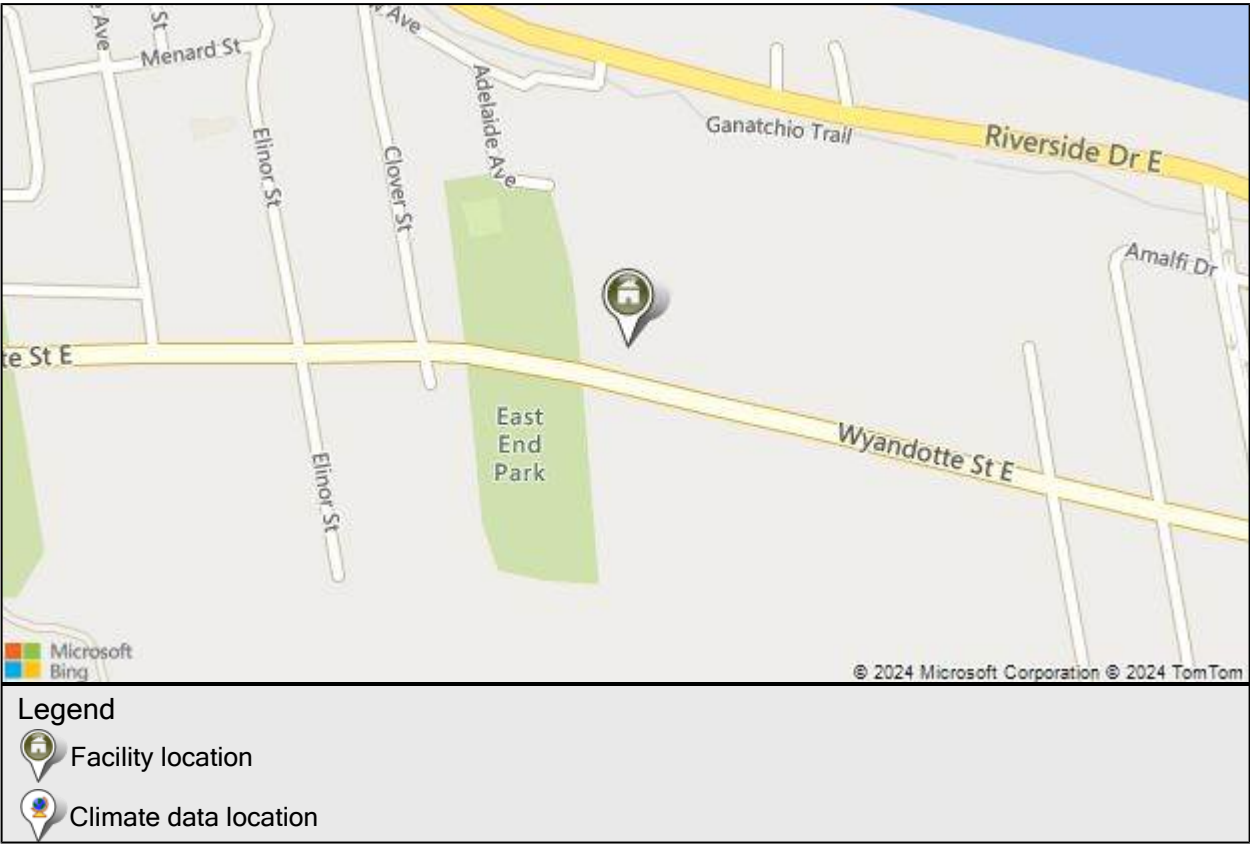 Ave
St
Ave
Menard St
Adelaide Ave
Elinor St
Clover St
Ganatchio Trail
Riverside Dr E
Amalfi Dr
te St E
East
End
Park
Wyandotte St E
Elinor St
Microsoft
Bing
© 2024 Microsoft Corporation © 2024 TomTom
Legend
Facility location
Climate data location